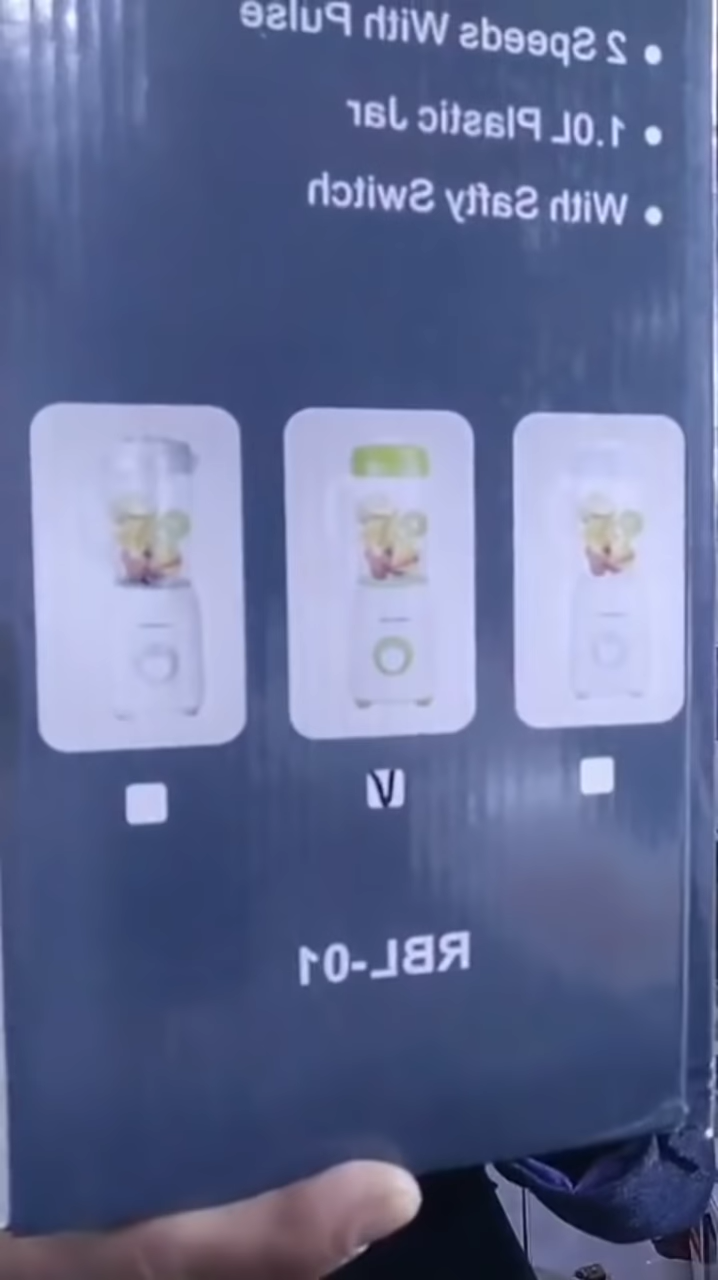 • 2 Speeds With Pulse
• 1.0L Plastic Jar
• With Safty Switch
RBL-01